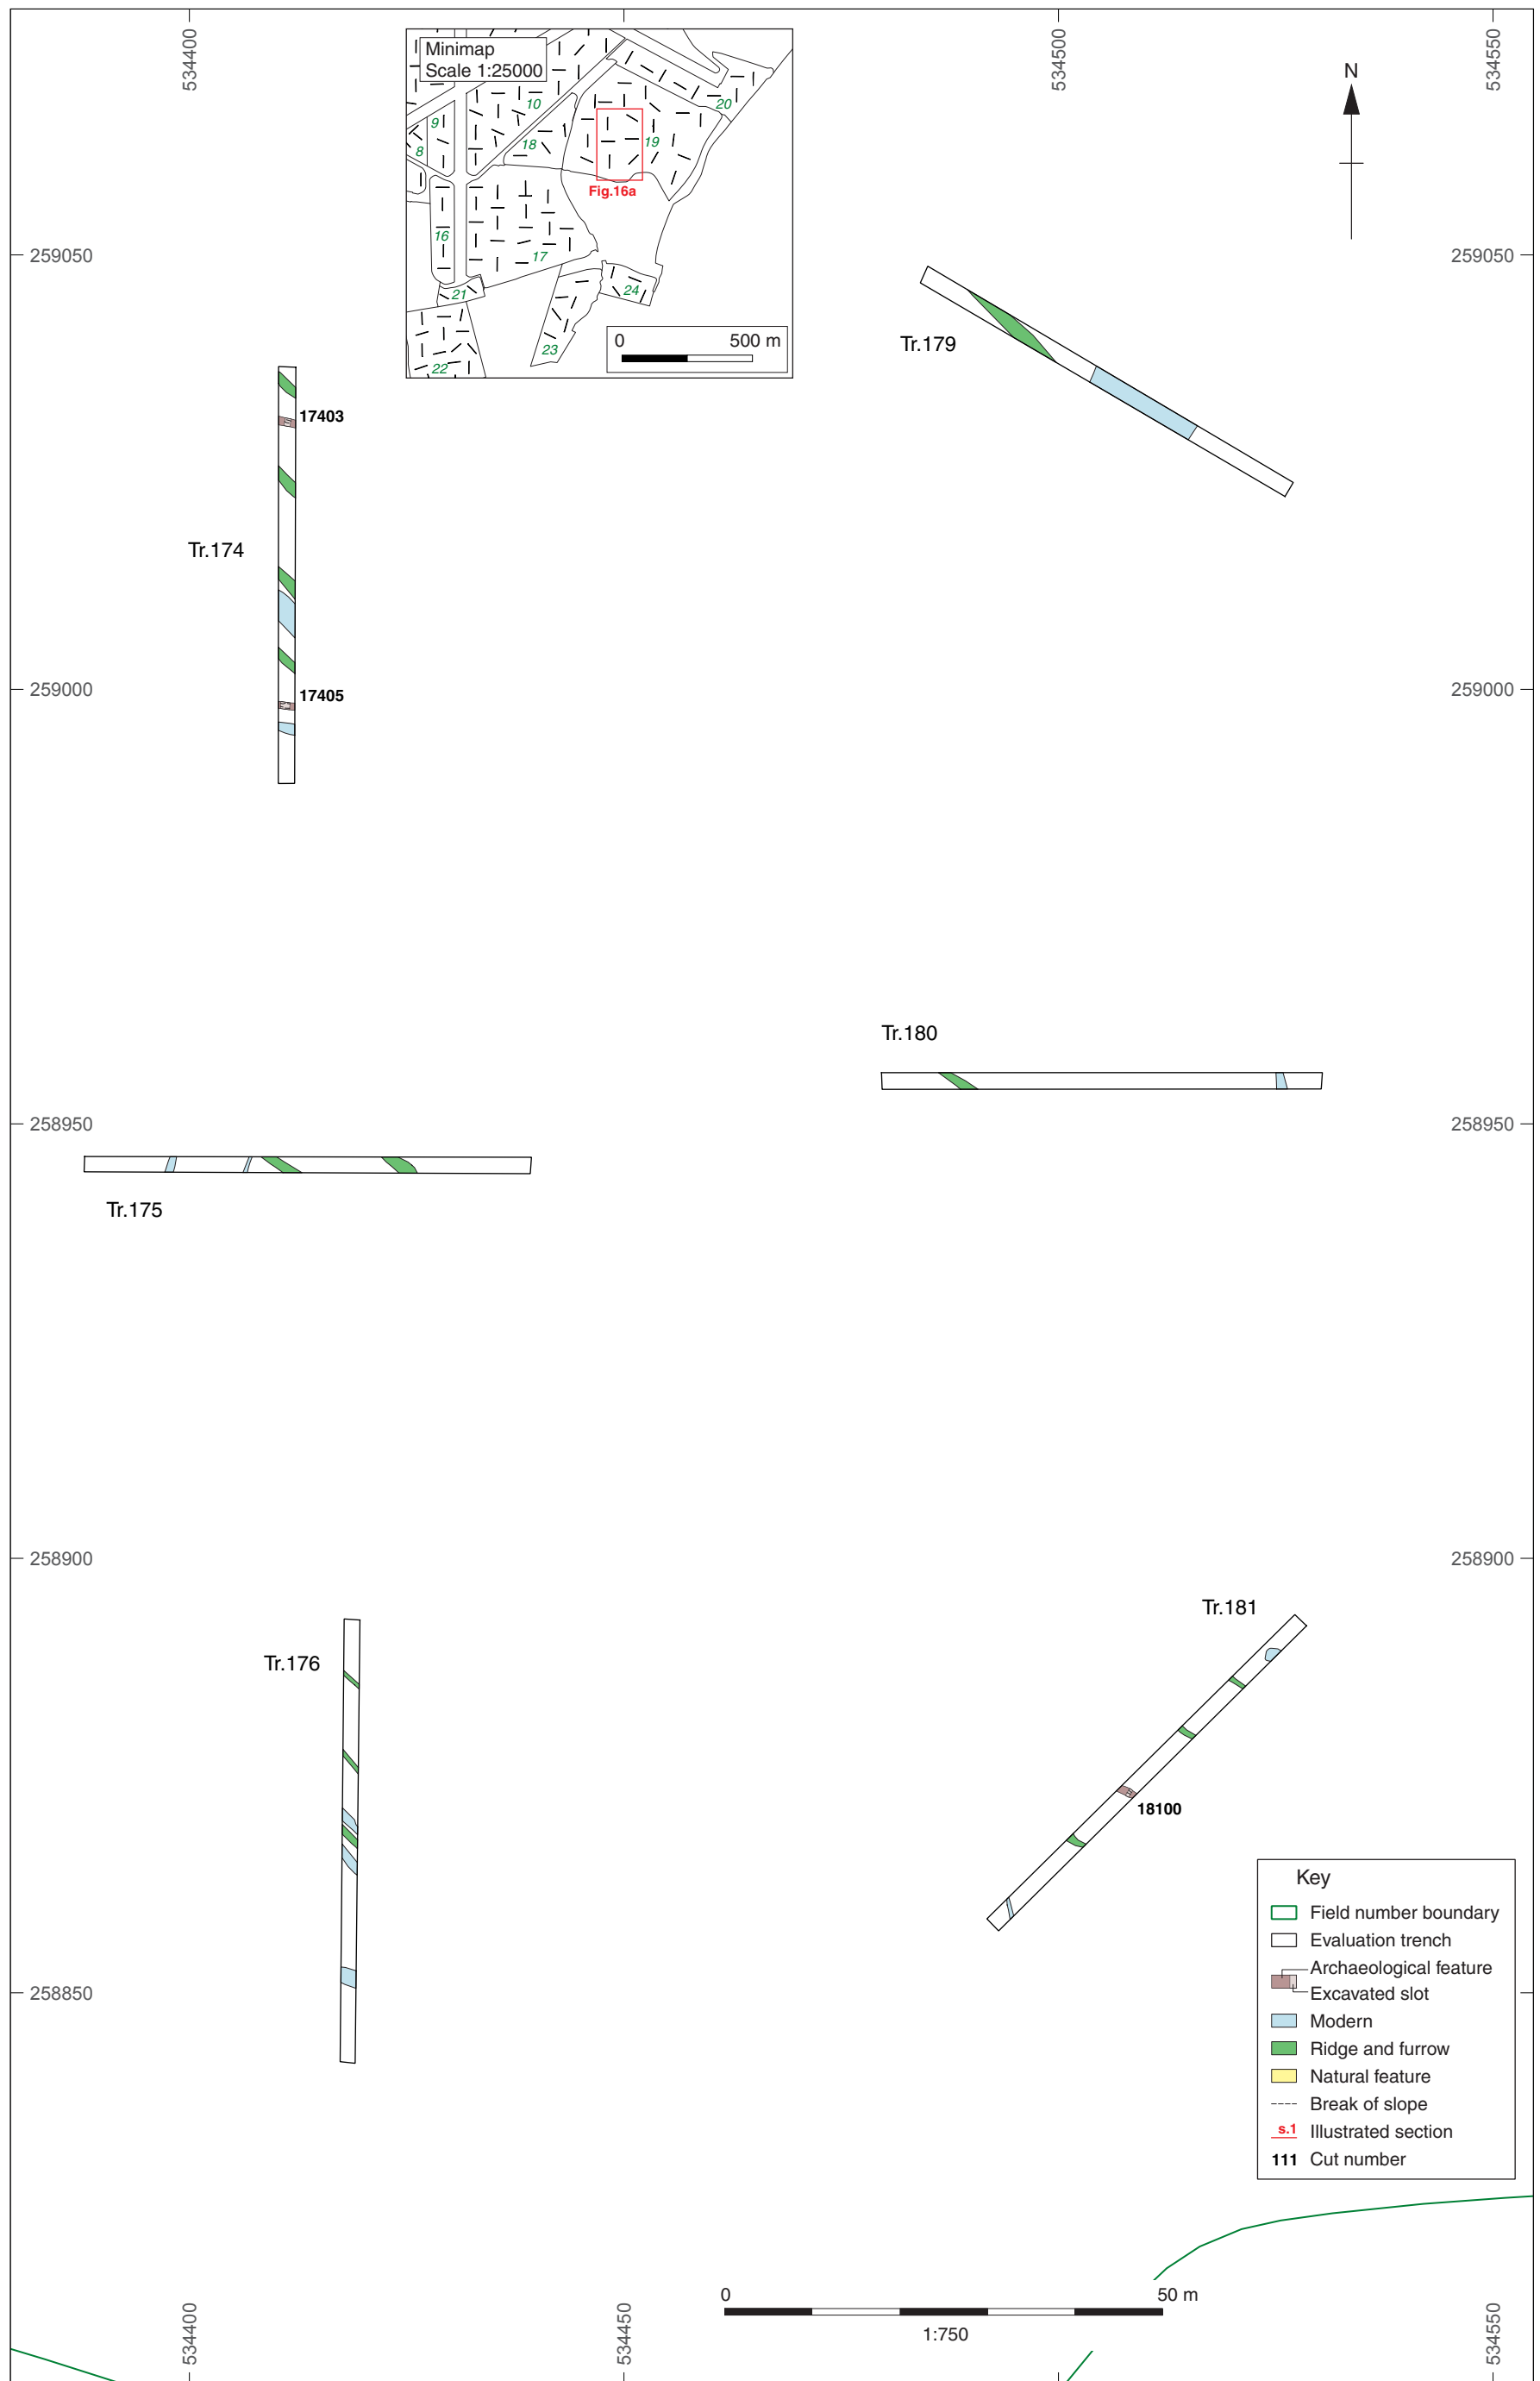 534400
534500
534550
N
Minimap
Scale 1:25000
10
9
8
18
19
20
Fig.16a
16
17
21
24
23
22
0 500 m
259050
259050
Tr.179
17403
Tr.174
259000
17405
259000
Tr.180
258950
258950
Tr.175
258900
258900
Tr.181
Tr.176
18100
258850
Key
Field number boundary
Evaluation trench
Archaeological feature
Excavated slot
Modern
Ridge and furrow
Natural feature
Break of slope
s.1 Illustrated section
111 Cut number
0 50 m
1:750
534400
534450
534550